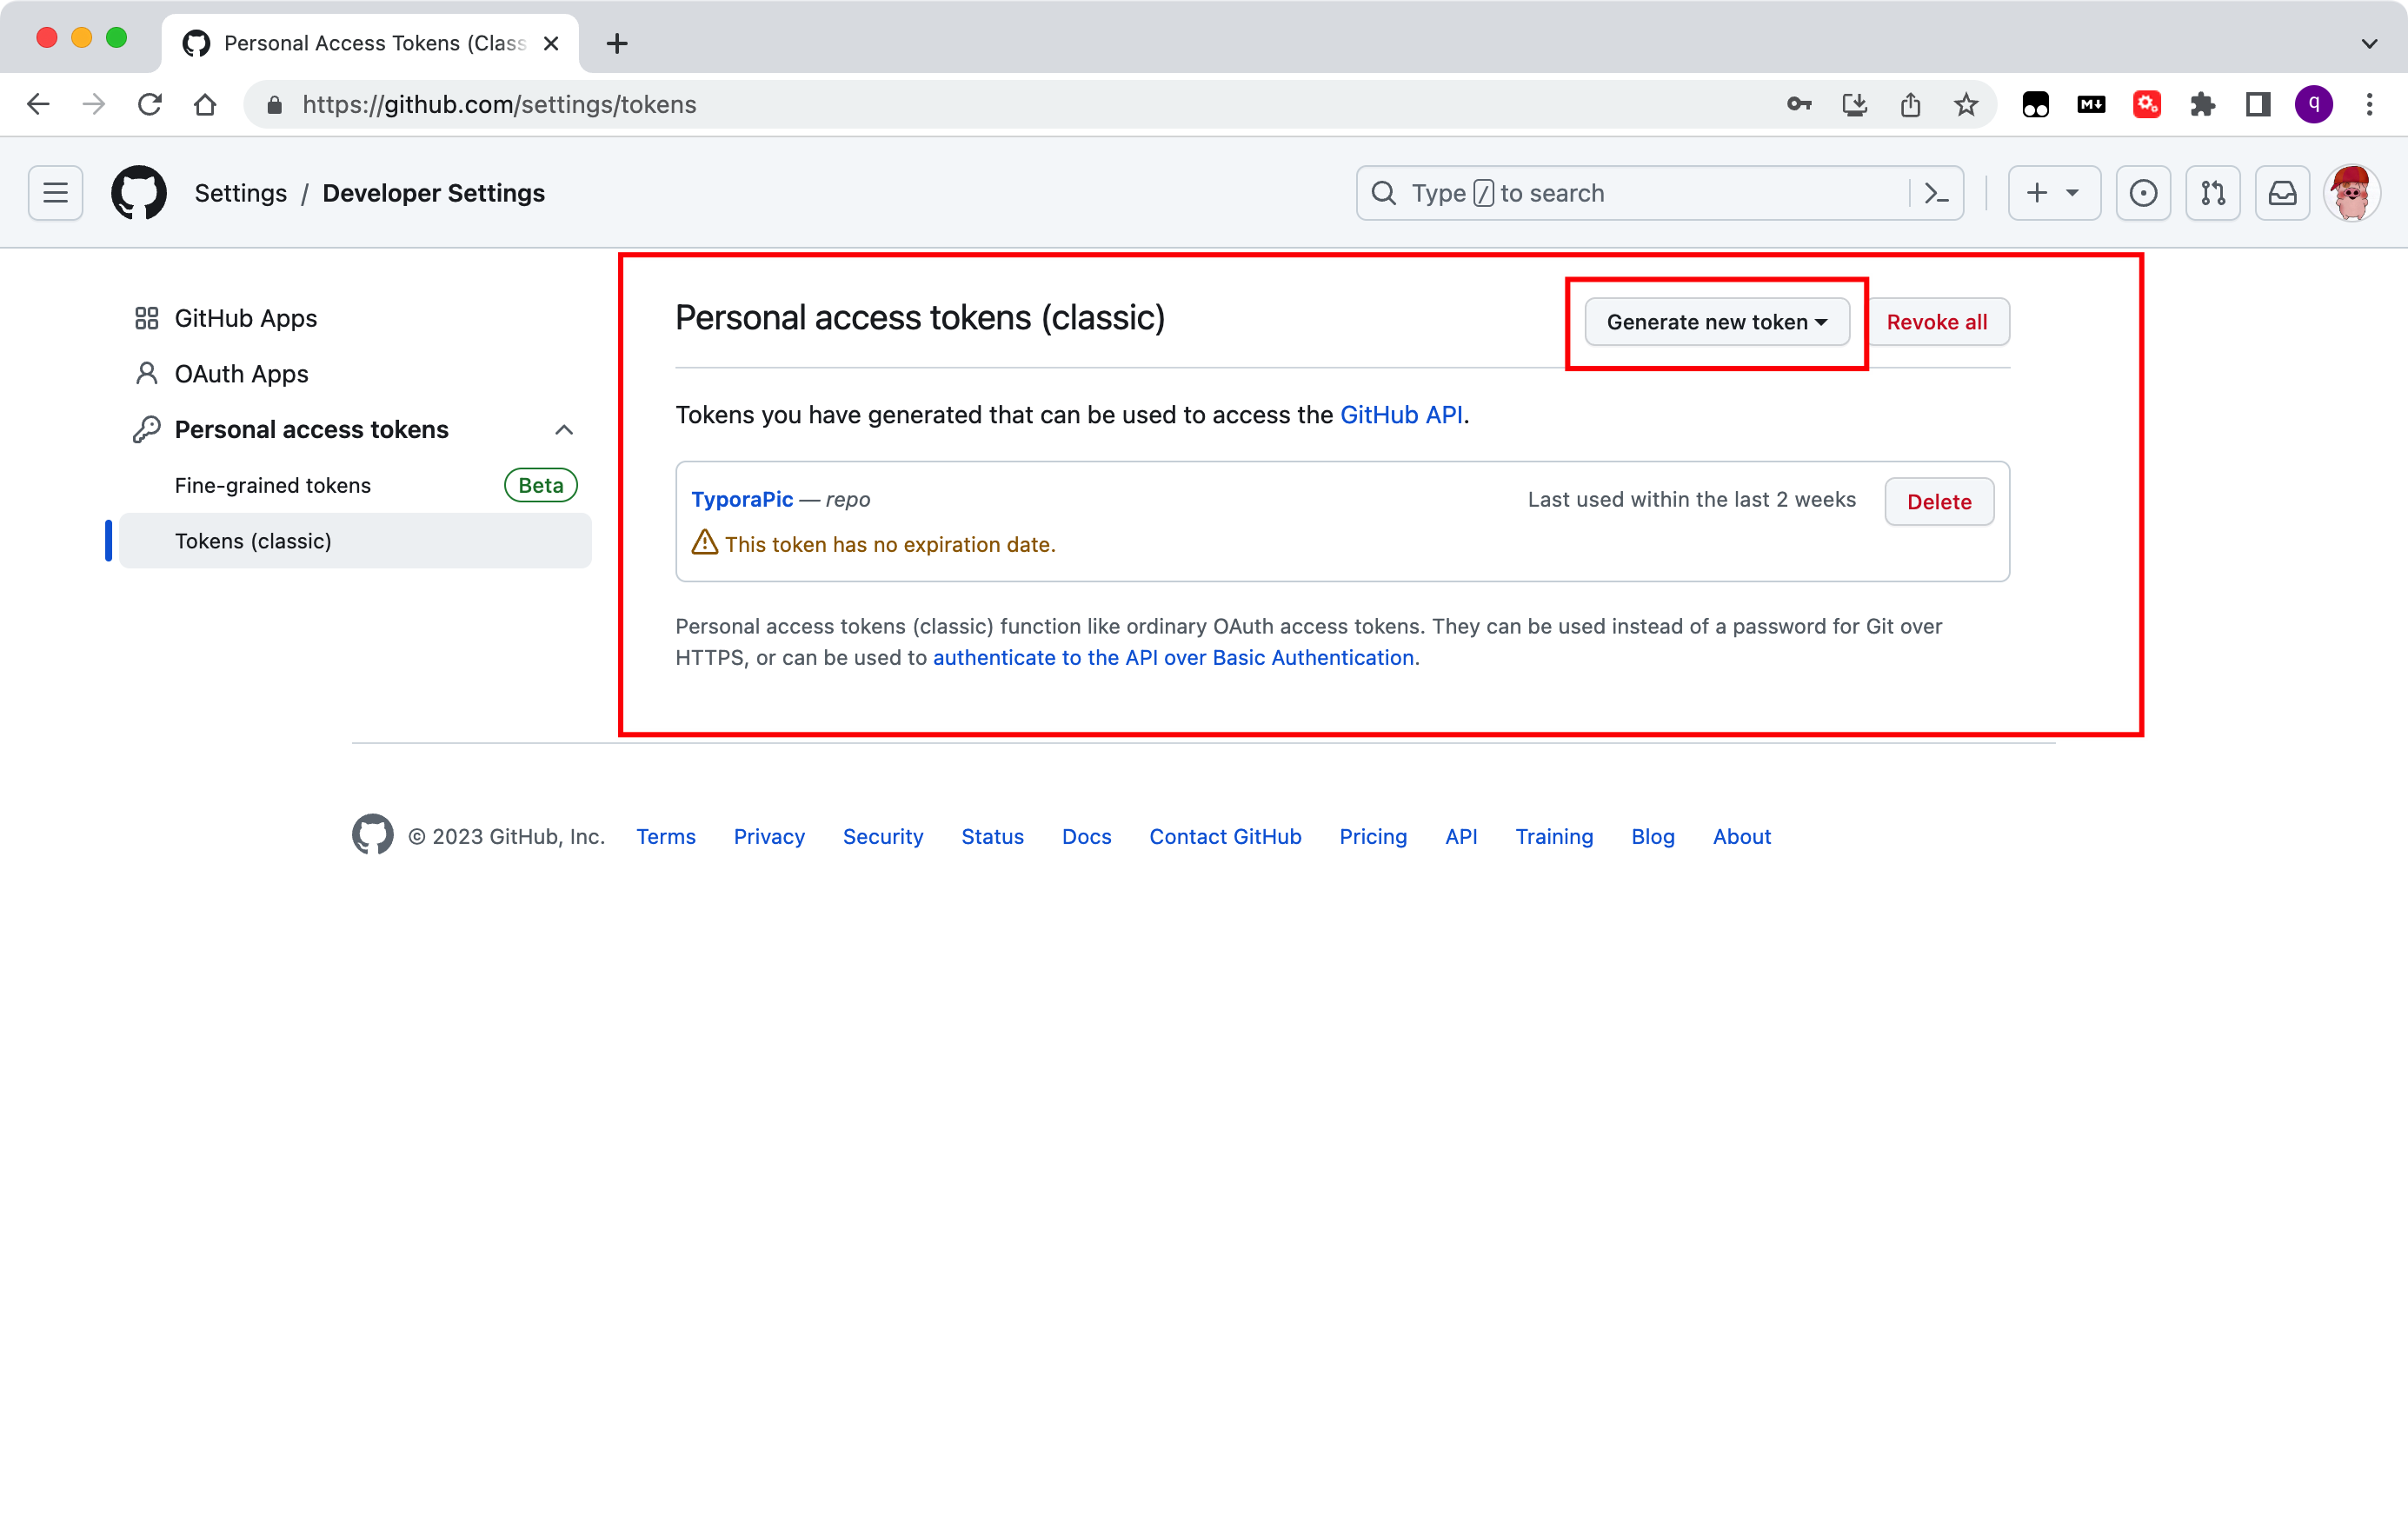 Personal Access Tokens (Class
https://github.com/settings/tokens
M↓
q
Settings / Developer Settings
Type / to search
GitHub Apps
OAuth Apps
Personal access tokens
Fine-grained tokens Beta
Tokens (classic)
Personal access tokens (classic)
Generate new token
Revoke all
Tokens you have generated that can be used to access the GitHub API.
TyporaPic — repo
Last used within the last 2 weeks
Delete
This token has no expiration date.
Personal access tokens (classic) function like ordinary OAuth access tokens. They can be used instead of a password for Git over
HTTPS, or can be used to authenticate to the API over Basic Authentication.
© 2023 GitHub, Inc. Terms Privacy Security Status Docs Contact GitHub Pricing API Training Blog About